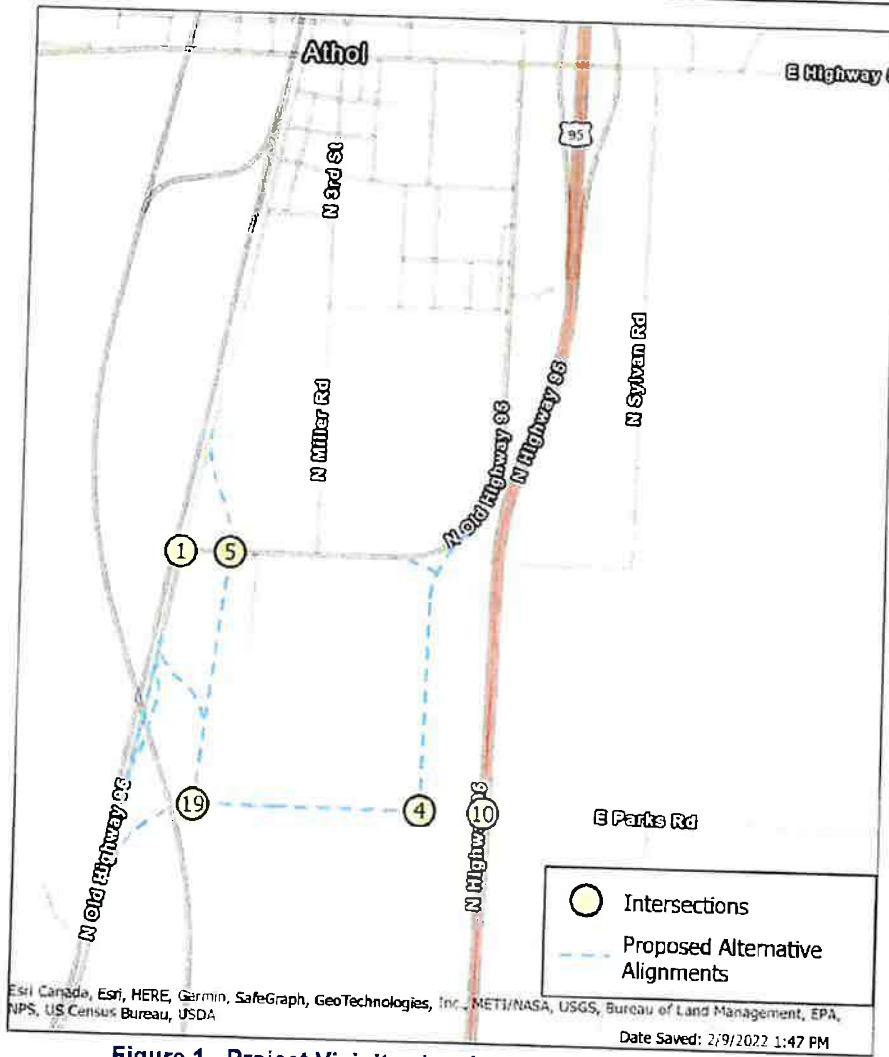 Athol
E Highway
95
N 3rd St
N Sylvan Rd
N Highway 95
N Miller Rd
N Old Highway 95
1
5
19
4
10
N Highw
E Parks Rd
N Old Highway 95
Intersections
Proposed Alternative
Alignments
Esri Canada, Esri, HERE, Garmin, SafeGraph, GeoTechnologies, Inc., METI/NASA, USGS, Bureau of Land Management, EPA,
NPS, US Census Bureau, USDA
Date Saved: 2/9/2022 1:47 PM
Figure 1